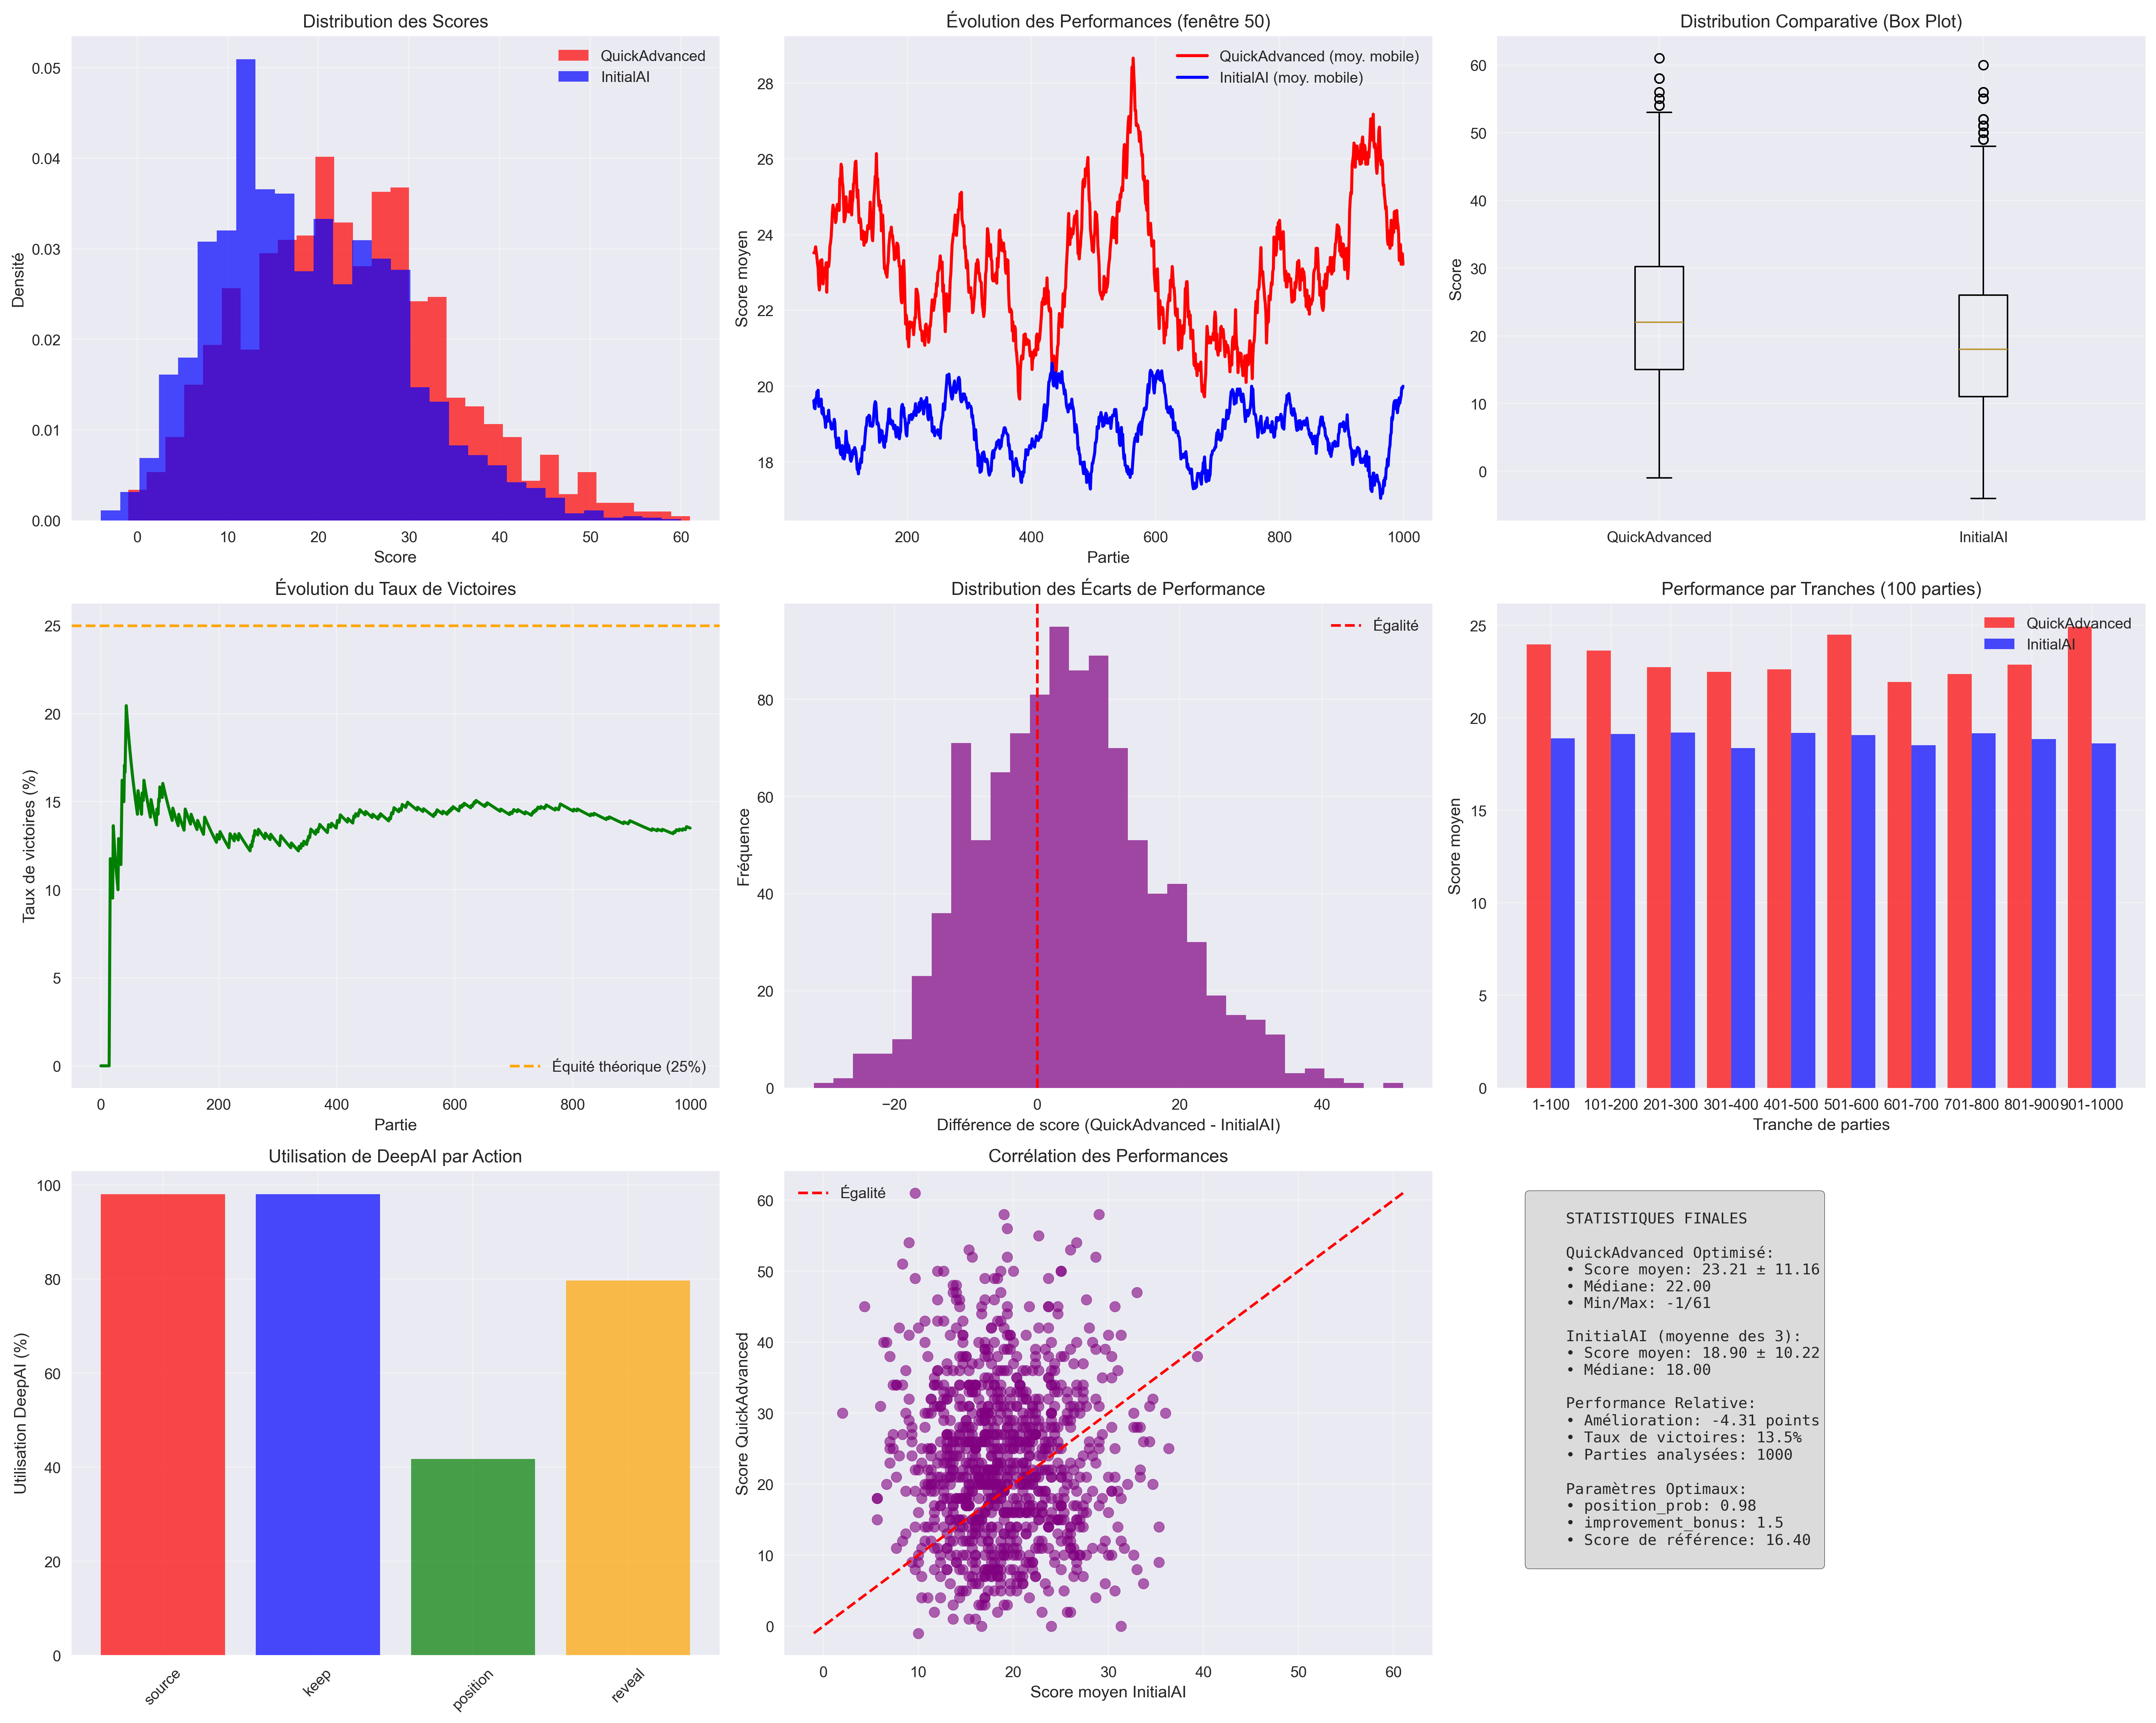 Distribution des Scores
QuickAdvanced
InitialAI
0.05
0.04
0.03
0.02
0.01
0.00
Densité
0 10 20 30 40 50 60
Score
Évolution des Performances (fenêtre 50)
QuickAdvanced (moy. mobile)
InitialAI (moy. mobile)
28
26
24
22
20
18
Score moyen
200 400 600 800 1000
Partie
Distribution Comparative (Box Plot)
60
50
40
30
20
10
0
Score
QuickAdvanced InitialAI
Évolution du Taux de Victoires
25
20
15
10
5
0
Taux de victoires (%)
Équité théorique (25%)
0 200 400 600 800 1000
Partie
Distribution des Écarts de Performance
Égalité
80
60
40
20
0
Fréquence
−20 0 20 40
Différence de score (QuickAdvanced - InitialAI)
Performance par Tranches (100 parties)
QuickAdvanced
InitialAI
25
20
15
10
5
0
Score moyen
1-100 101-200 201-300 301-400 401-500 501-600 601-700 701-800 801-900 901-1000
Tranche de parties
Utilisation de DeepAI par Action
100
80
60
40
20
0
Utilisation DeepAI (%)
source keep position reveal
Corrélation des Performances
Égalité
60
50
40
30
20
10
0
Score QuickAdvanced
0 10 20 30 40 50 60
Score moyen InitialAI
STATISTIQUES FINALES
QuickAdvanced Optimisé:
• Score moyen: 23.21 ± 11.16
• Médiane: 22.00
• Min/Max: -1/61
InitialAI (moyenne des 3):
• Score moyen: 18.90 ± 10.22
• Médiane: 18.00
Performance Relative:
• Amélioration: -4.31 points
• Taux de victoires: 13.5%
• Parties analysées: 1000
Paramètres Optimaux:
• position_prob: 0.98
• improvement_bonus: 1.5
• Score de référence: 16.40